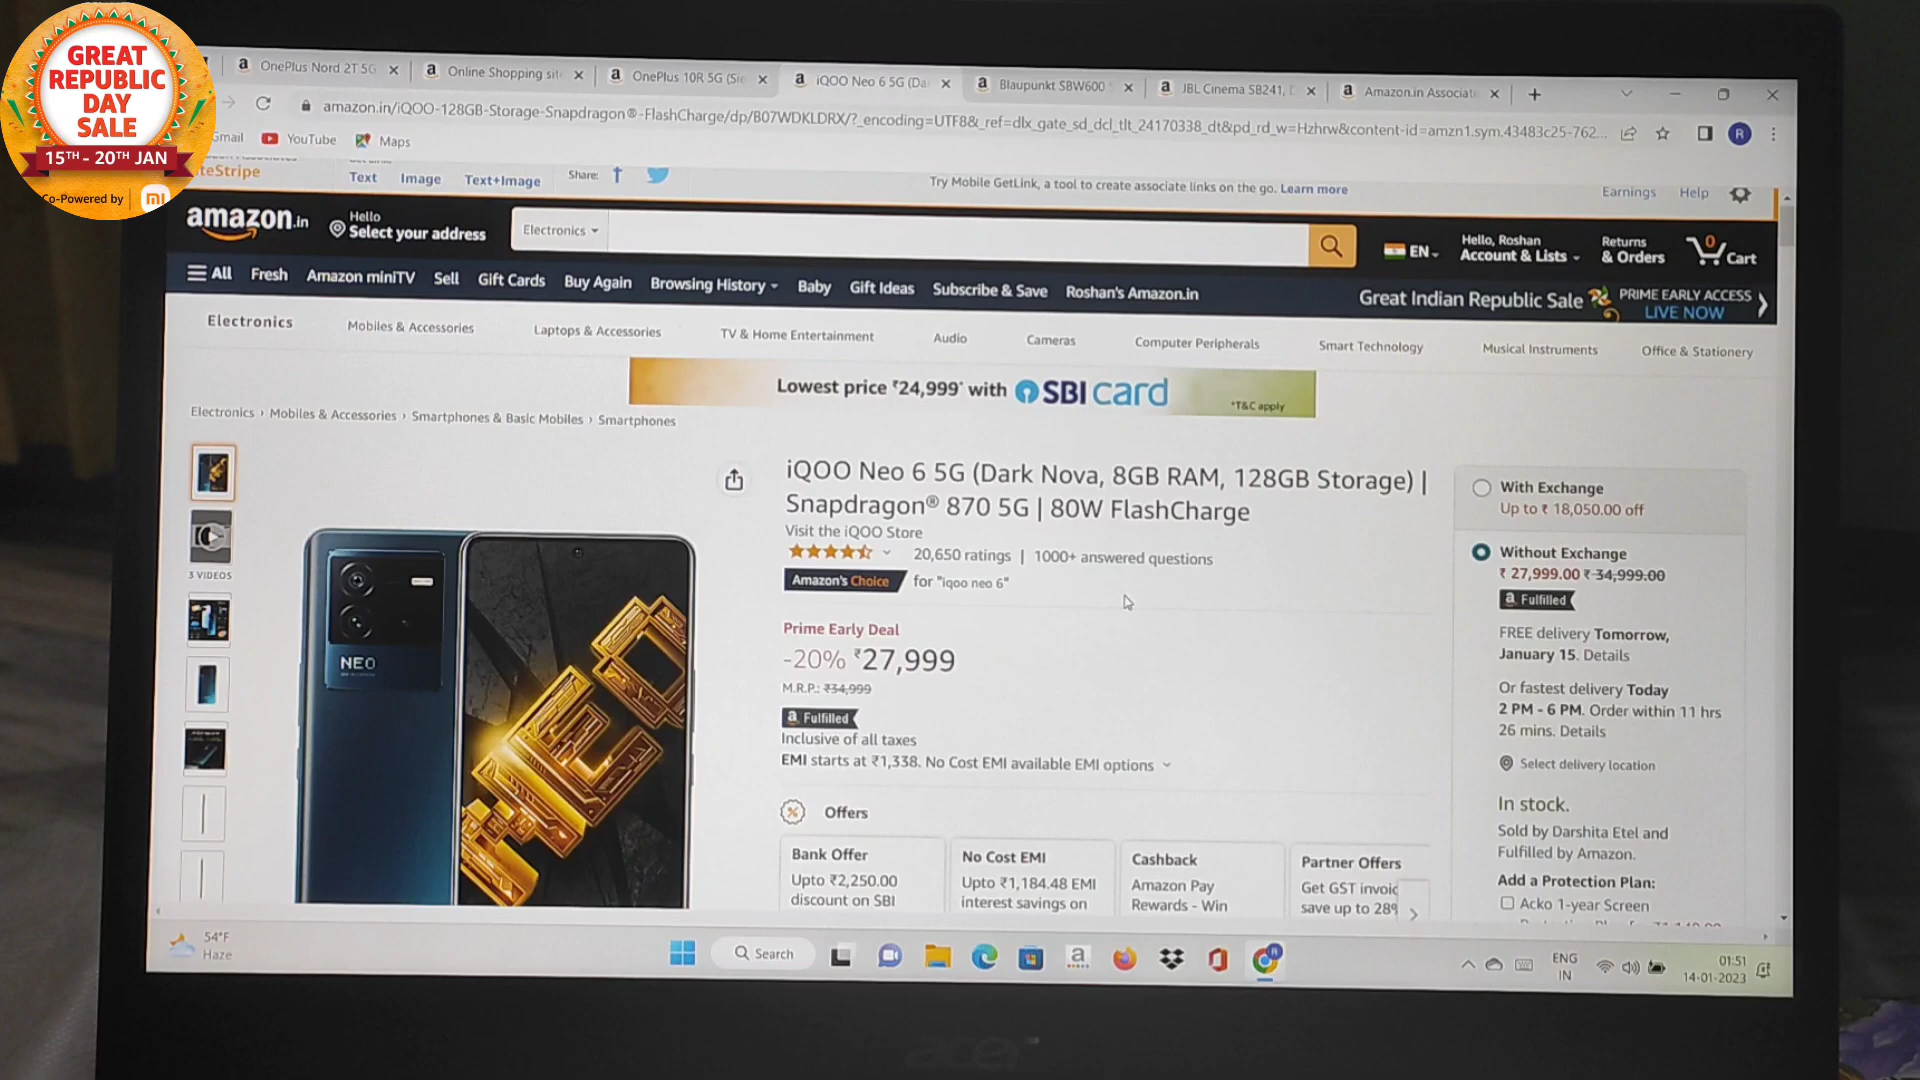 GREAT
REPUBLIC
DAY
SALE
15TH - 20TH JAN
Co-Powered by mi
OnePlus Nord 2T 5G
Online Shopping sit
OnePlus 10R 5G (Sie
iQOO Neo 6 5G (Da
Blaupunkt SBW600
JBL Cinema SB241,
Amazon.in Associat
amazon.in/iQOO-128GB-Storage-Snapdragon®-FlashCharge/dp/B07WDKLDRX/?_encoding=UTF8&_ref=dlx_gate_sd_dcl_tlt_24170338_dt&pd_rd_w=Hzhrw&content-id=amzn1.sym.43483c25-762...
R
Gmail
YouTube
Maps
teStripe
Text
Image
Text+Image
Share:
Try Mobile GetLink, a tool to create associate links on the go. Learn more
Earnings
Help
amazon.in
Hello
Select your address
Electronics
EN
Hello, Roshan
Account & Lists
Returns
& Orders
0
Cart
All
Fresh
Amazon miniTV
Sell
Gift Cards
Buy Again
Browsing History
Baby
Gift Ideas
Subscribe & Save
Roshan's Amazon.in
Great Indian Republic Sale
PRIME EARLY ACCESS
LIVE NOW
Electronics
Mobiles & Accessories
Laptops & Accessories
TV & Home Entertainment
Audio
Cameras
Computer Peripherals
Smart Technology
Musical Instruments
Office & Stationery
Lowest price ₹24,999* with SBI card
*T&C apply
Electronics › Mobiles & Accessories › Smartphones & Basic Mobiles › Smartphones
3 VIDEOS
NEO
NEO
iQOO Neo 6 5G (Dark Nova, 8GB RAM, 128GB Storage) |
Snapdragon® 870 5G | 80W FlashCharge
Visit the iQOO Store
20,650 ratings | 1000+ answered questions
Amazon's Choice for "iqoo neo 6"
Prime Early Deal
-20% ₹27,999
M.R.P.: ₹34,999
a Fulfilled
Inclusive of all taxes
EMI starts at ₹1,338. No Cost EMI available EMI options
Offers
Bank Offer
Upto ₹2,250.00
discount on SBI
No Cost EMI
Upto ₹1,184.48 EMI
interest savings on
Cashback
Amazon Pay
Rewards - Win
Partner Offers
Get GST invoic
save up to 28%
With Exchange
Up to ₹ 18,050.00 off
Without Exchange
₹ 27,999.00 ₹ 34,999.00
a Fulfilled
FREE delivery Tomorrow,
January 15. Details
Or fastest delivery Today
2 PM - 6 PM. Order within 11 hrs
26 mins. Details
Select delivery location
In stock.
Sold by Darshita Etel and
Fulfilled by Amazon.
Add a Protection Plan:
Acko 1-year Screen
54°F
Haze
Search
ENG
IN
01:51
14-01-2023
acer